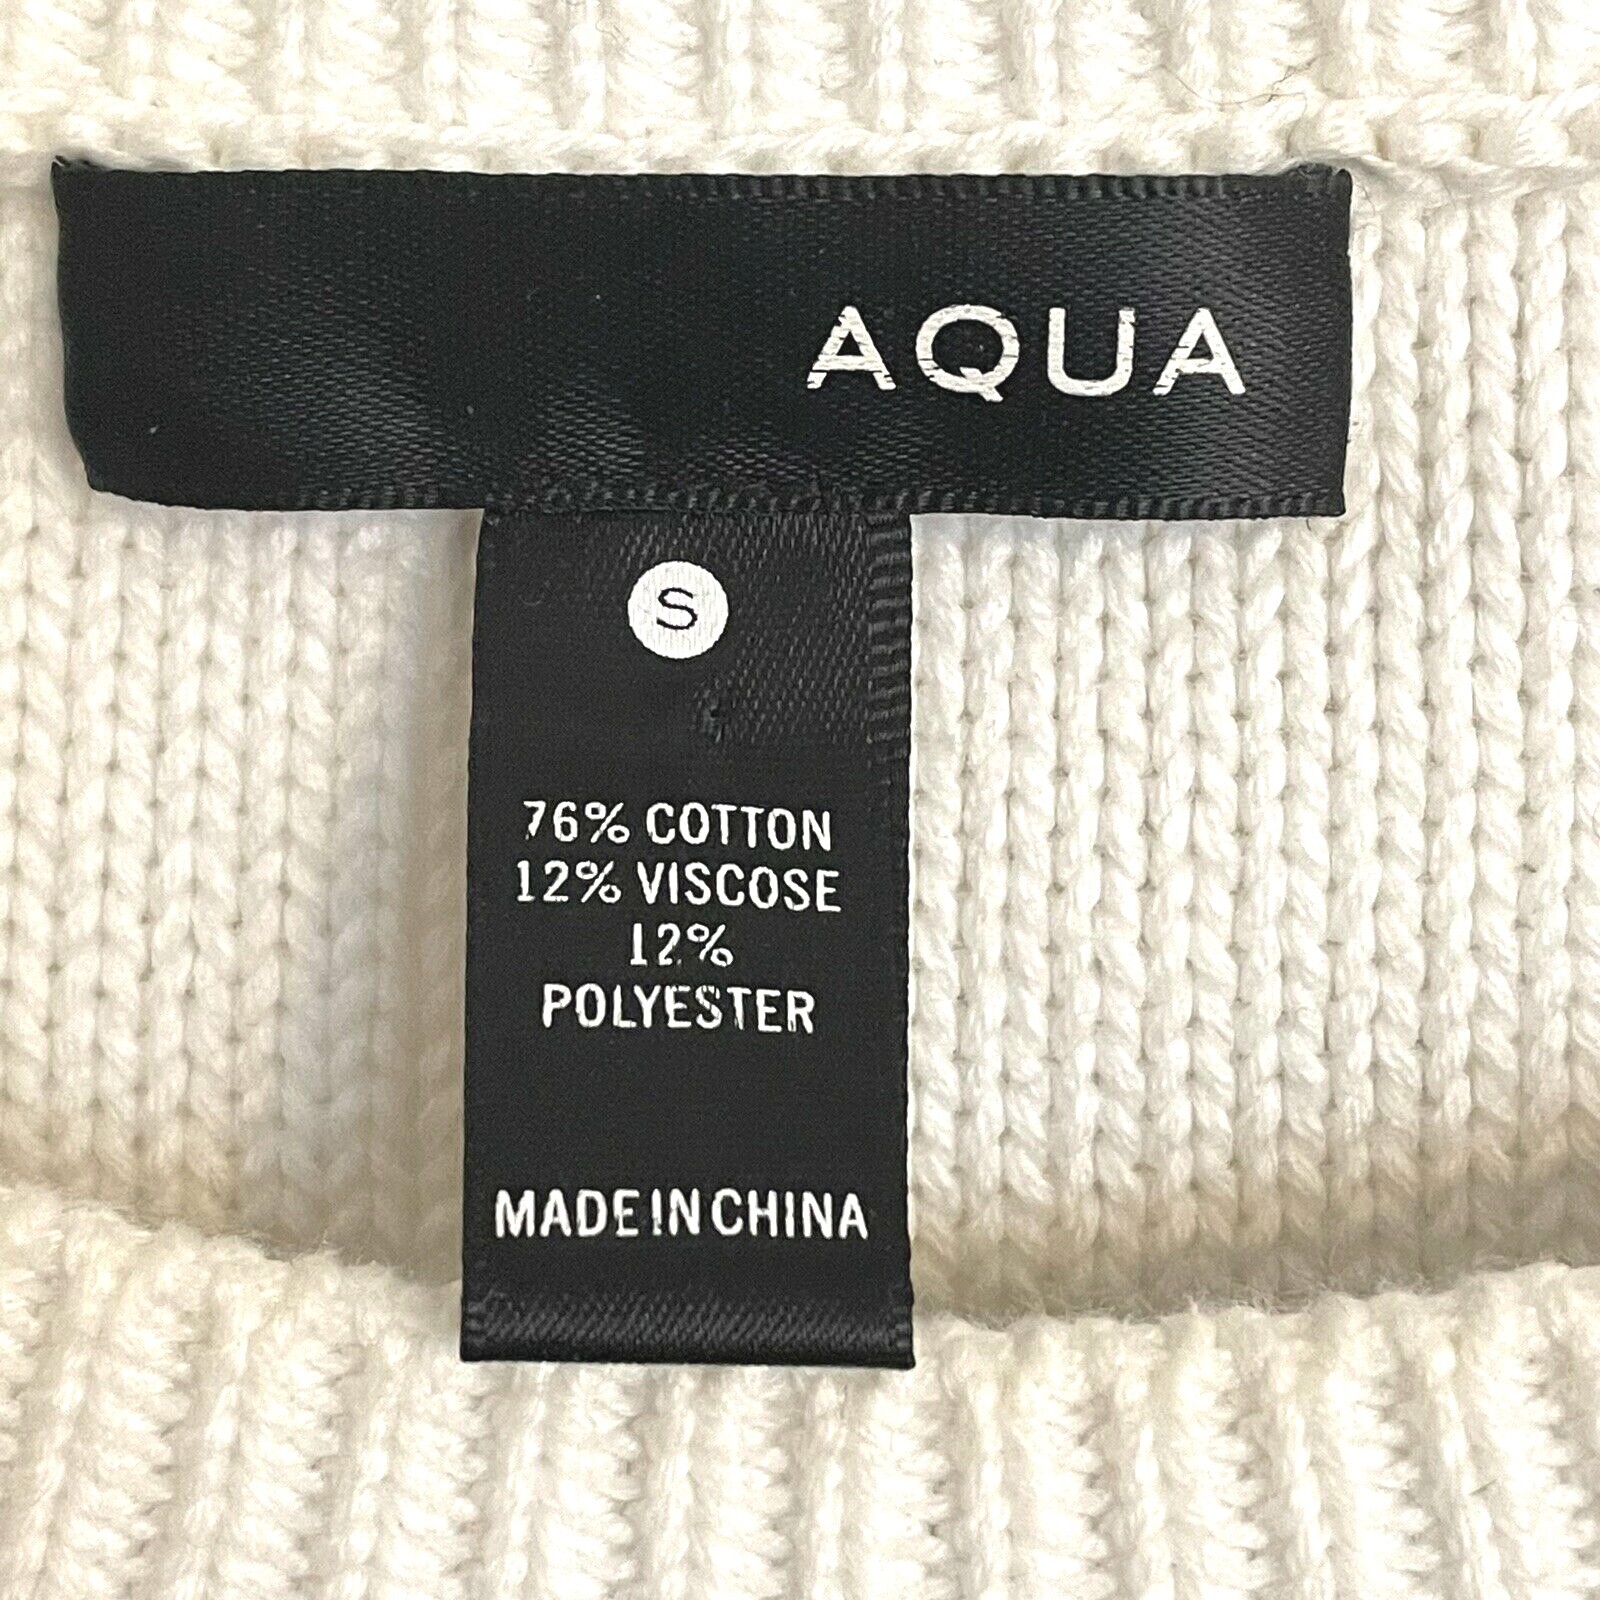 AQUA
S
76% COTTON
12% VISCOSE
12%
POLYESTER
MADE IN CHINA